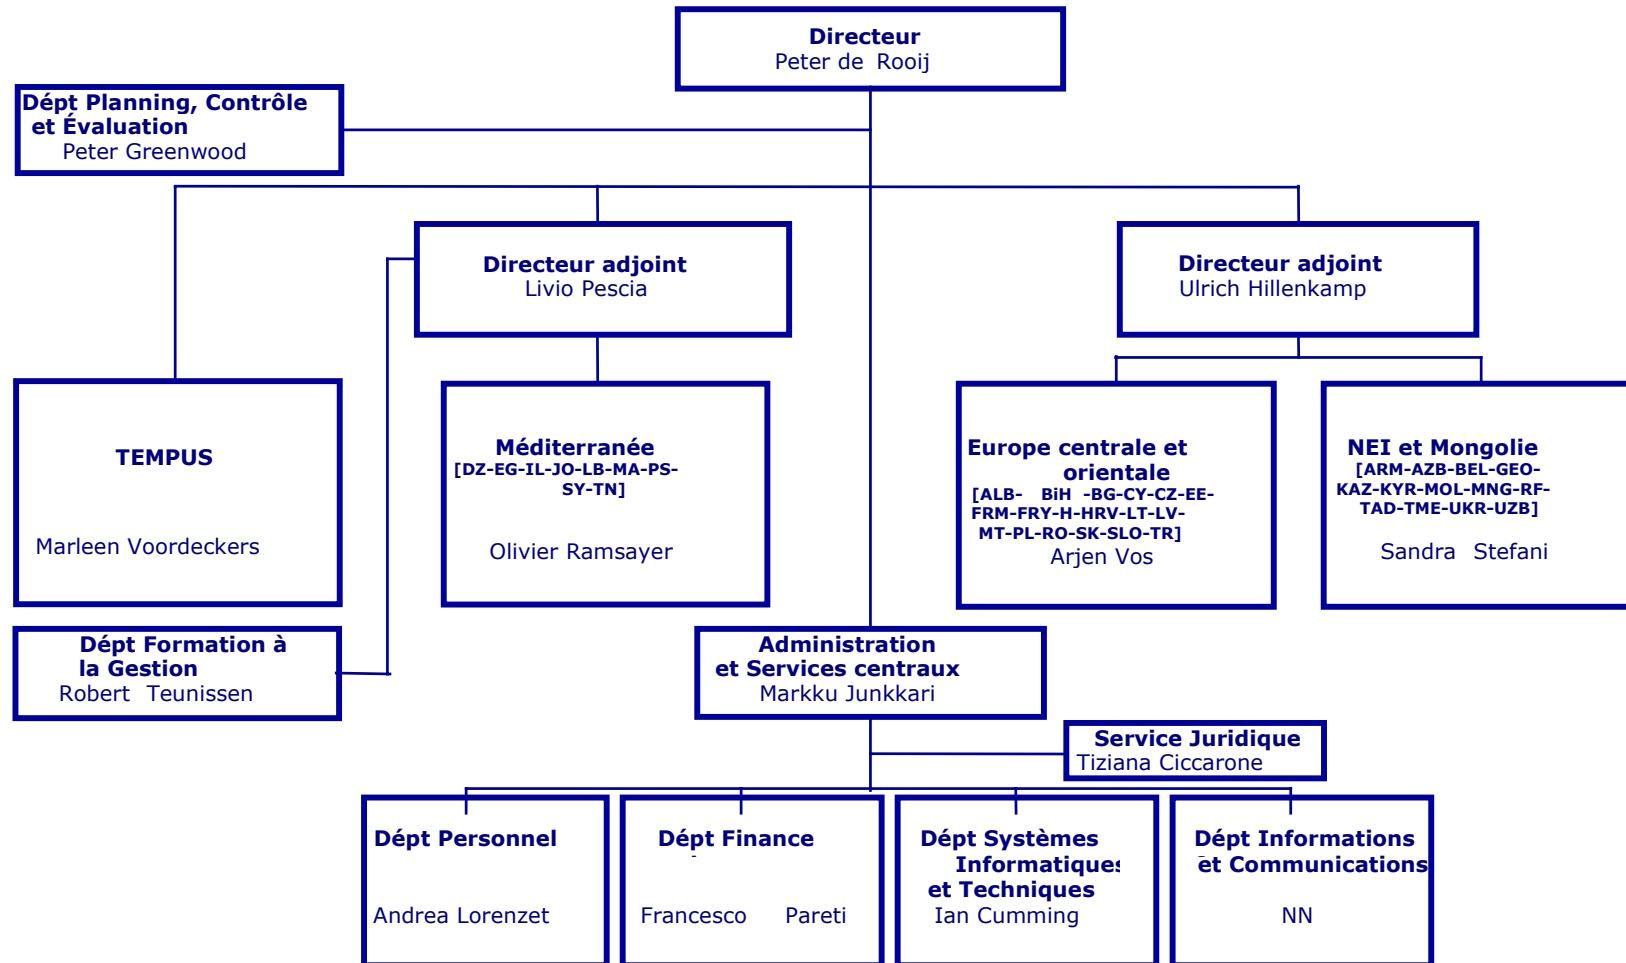 Directeur
Peter de Rooij
Dépt Planning, Contrôle
et Évaluation
Peter Greenwood
Directeur adjoint
Livio Pescia
Directeur adjoint
Ulrich Hillenkamp
TEMPUS
Marleen Voordeckers
Méditerranée
[DZ-EG-IL-JO-LB-MA-PS-
SY-TN]
Olivier Ramsayer
Europe centrale et
orientale
[ALB- BiH -BG-CY-CZ-EE-
FRM-FRY-H-HRV-LT-LV-
MT-PL-RO-SK-SLO-TR]
Arjen Vos
NEI et Mongolie
[ARM-AZB-BEL-GEO-
KAZ-KYR-MOL-MNG-RF-
TAD-TME-UKR-UZB]
Sandra Stefani
Dépt Formation à
la Gestion
Robert Teunissen
Administration
et Services centraux
Markku Junkkari
Service Juridique
Tiziana Ciccarone
Dépt Personnel
Andrea Lorenzet
Dépt Finance
Francesco Pareti
Dépt Systèmes
Informatiques
et Techniques
Ian Cumming
Dépt Informations
et Communications
NN